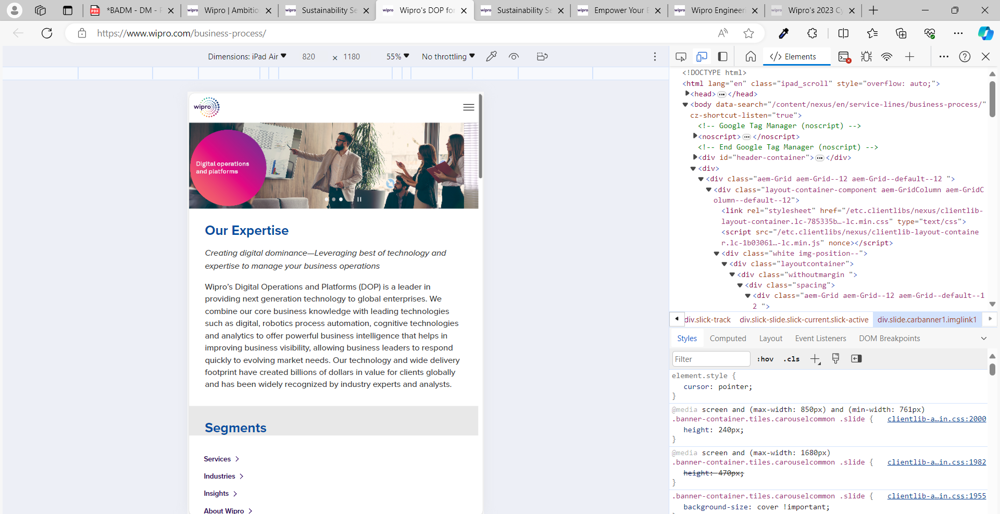 *BADM - DM - 
Wipro | Ambitio
Sustainability Se
Wipro's DOP for
Sustainability Se
Empower Your E
Wipro Engineer
Wipro's 2023 Cy
https://www.wipro.com/business-process/
Dimensions: iPad Air 820 x 1180 55% No throttling
wipro
Digital operations
and platforms
Our Expertise
Creating digital dominance—Leveraging best of technology and
expertise to manage your business operations
Wipro’s Digital Operations and Platforms (DOP) is a leader in
providing next generation technology to global enterprises. We
combine our core business knowledge with leading technologies
such as digital, robotics process automation, cognitive technologies
and analytics to offer powerful business intelligence that helps in
improving business visibility, allowing business leaders to respond
quickly to evolving market needs. Our technology and wide delivery
footprint have created billions of dollars in value for clients globally
and has been widely recognized by industry experts and analysts.
Segments
Services
Industries
Insights
About Wipro
Elements
<!DOCTYPE html>
<html lang="en" class="ipad_scroll" style="overflow: auto;">
<head>…</head>
<body data-search="/content/nexus/en/service-lines/business-process/"
cz-shortcut-listen="true">
<!-- Google Tag Manager (noscript) -->
<noscript>…</noscript>
<!-- End Google Tag Manager (noscript) -->
<div id="header-container">…</div>
<div>
<div class="aem-Grid aem-Grid--12 aem-Grid--default--12 ">
<div class="layout-container-component aem-GridColumn aem-GridC
olumn--default--12">
<link rel="stylesheet" href="/etc.clientlibs/nexus/clientlib-
layout-container.lc-785335b…-lc.min.css" type="text/css">
<script src="/etc.clientlibs/nexus/clientlib-layout-containe
r.lc-1b03061…-lc.min.js" nonce></script>
<div class="white img-position--">
<div class="layoutcontainer">
<div class="withoutmargin ">
<div class="spacing">
<div class="aem-Grid aem-Grid--12 aem-Grid--default--1
2 ">
div.slick-track div.slick-slide.slick-current.slick-active div.slide.carbanner1.imglink1
Styles Computed Layout Event Listeners DOM Breakpoints
Filter :hov .cls
element.style {
cursor: pointer;
}
@media screen and (max-width: 850px) and (min-width: 761px)
.banner-container.tiles.carouselcommon .slide { clientlib-a…in.css:2000
height: 240px;
}
@media screen and (max-width: 1680px)
.banner-container.tiles.carouselcommon .slide { clientlib-a…in.css:1982
height: 470px;
}
.banner-container.tiles.carouselcommon .slide { clientlib-a…in.css:1955
background-size: cover !important;